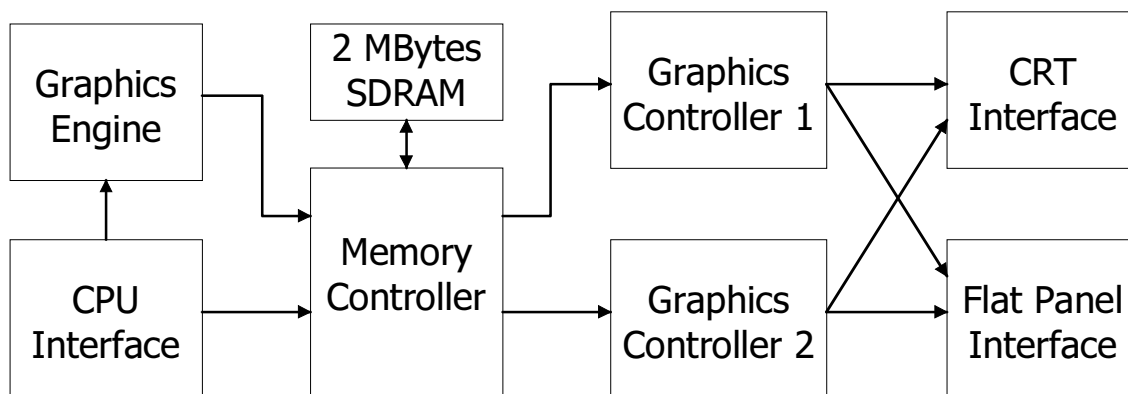 Graphics
Engine
2 MBytes
SDRAM
Graphics
Controller 1
CRT
Interface
CPU
Interface
Memory
Controller
Graphics
Controller 2
Flat Panel
Interface